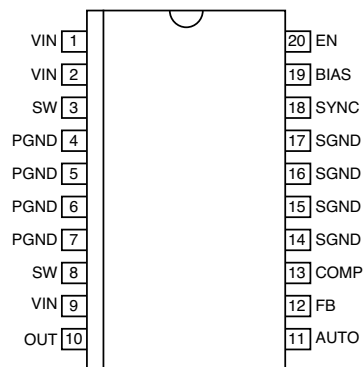 VIN 1
VIN 2
SW 3
PGND 4
PGND 5
PGND 6
PGND 7
SW 8
VIN 9
OUT 10
20 EN
19 BIAS
18 SYNC
17 SGND
16 SGND
15 SGND
14 SGND
13 COMP
12 FB
11 AUTO